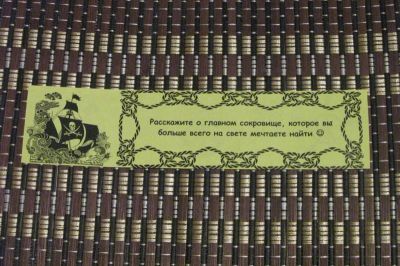 Расскажите о главном сокровище, которое вы
больше всего на свете мечтаете найти ☺